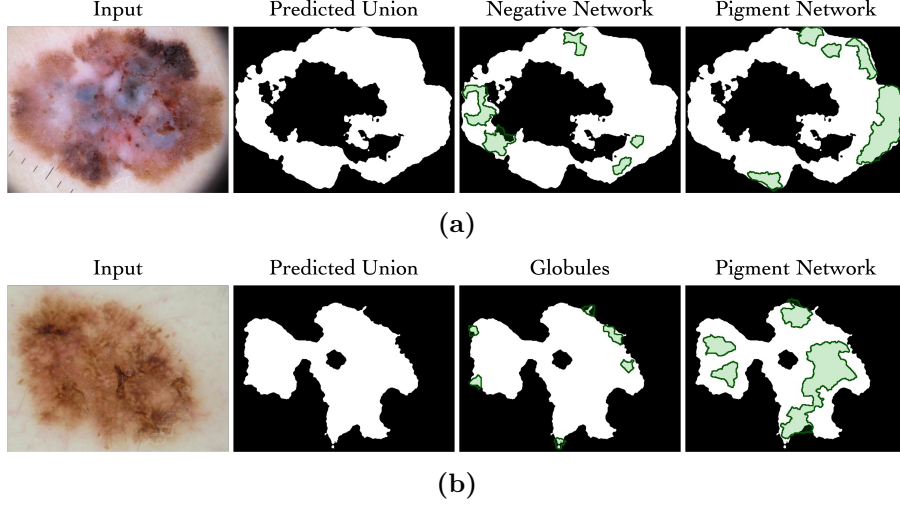 Input Predicted Union Negative Network Pigment Network
(a)
Input Predicted Union Globules Pigment Network
(b)